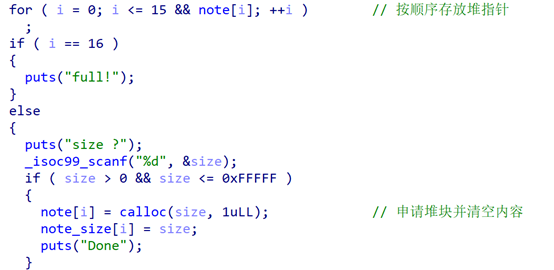 for ( i = 0; i <= 15 && note[i]; ++i )        // 按顺序存放堆指针
  ;
if ( i == 16 )
{
  puts("full!");
}
else
{
  puts("size ?");
  _isoc99_scanf("%d", &size);
  if ( size > 0 && size <= 0xFFFFF )
  {
    note[i] = calloc(size, 1uLL);             // 申请堆块并清空内容
    note_size[i] = size;
    puts("Done");
  }